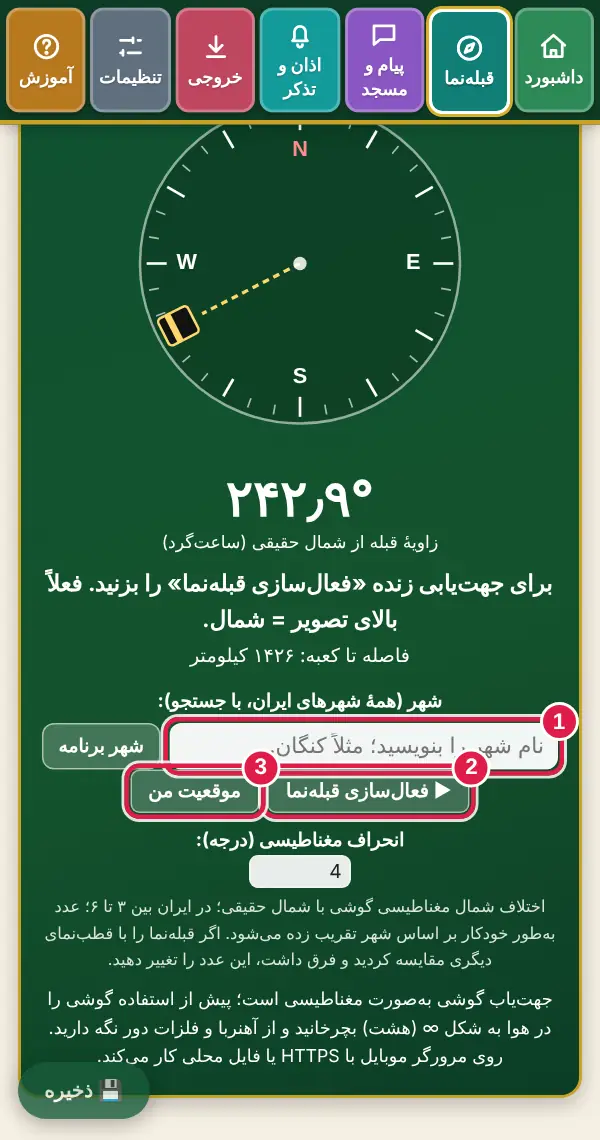 داشبورد
قبله‌نما
پیام و
مسجد
اذان و
تذکر
خروجی
تنظیمات
آموزش
N
W
E
S
۲۴۲٫۹°
زاویهٔ قبله از شمال حقیقی (ساعت‌گرد)
برای جهت‌یابی زنده «فعال‌سازی قبله‌نما» را بزنید. فعلاً
بالای تصویر = شمال.
فاصله تا کعبه: ۱۴۲۶ کیلومتر
شهر (همهٔ شهرهای ایران، با جستجو):
1
نام شهر را بنویسید؛ مثلاً کنگان.
شهر برنامه
2
▶ فعال‌سازی قبله‌نما
3
موقعیت من
انحراف مغناطیسی (درجه):
4
اختلاف شمال مغناطیسی گوشی با شمال حقیقی؛ در ایران بین ۳ تا ۶؛ عدد
به‌طور خودکار بر اساس شهر تقریب زده می‌شود. اگر قبله‌نما را با قطب‌نمای
دیگری مقایسه کردید و فرق داشت، این عدد را تغییر دهید.
جهت‌یاب گوشی به‌صورت مغناطیسی است؛ پیش از استفاده گوشی را
در هوا به شکل ∞ (هشت) بچرخانید و از آهنربا و فلزات دور نگه دارید.
روی مرورگر موبایل با HTTPS یا فایل محلی کار می‌کند.
💾 ذخیره